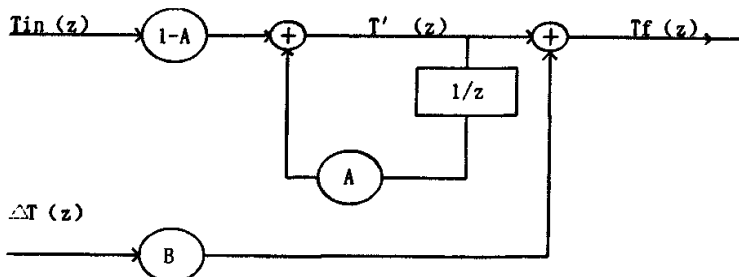 Tin (z)
1-A
+
T' (z)
+
Tf (z)
1/z
A
△T (z)
B